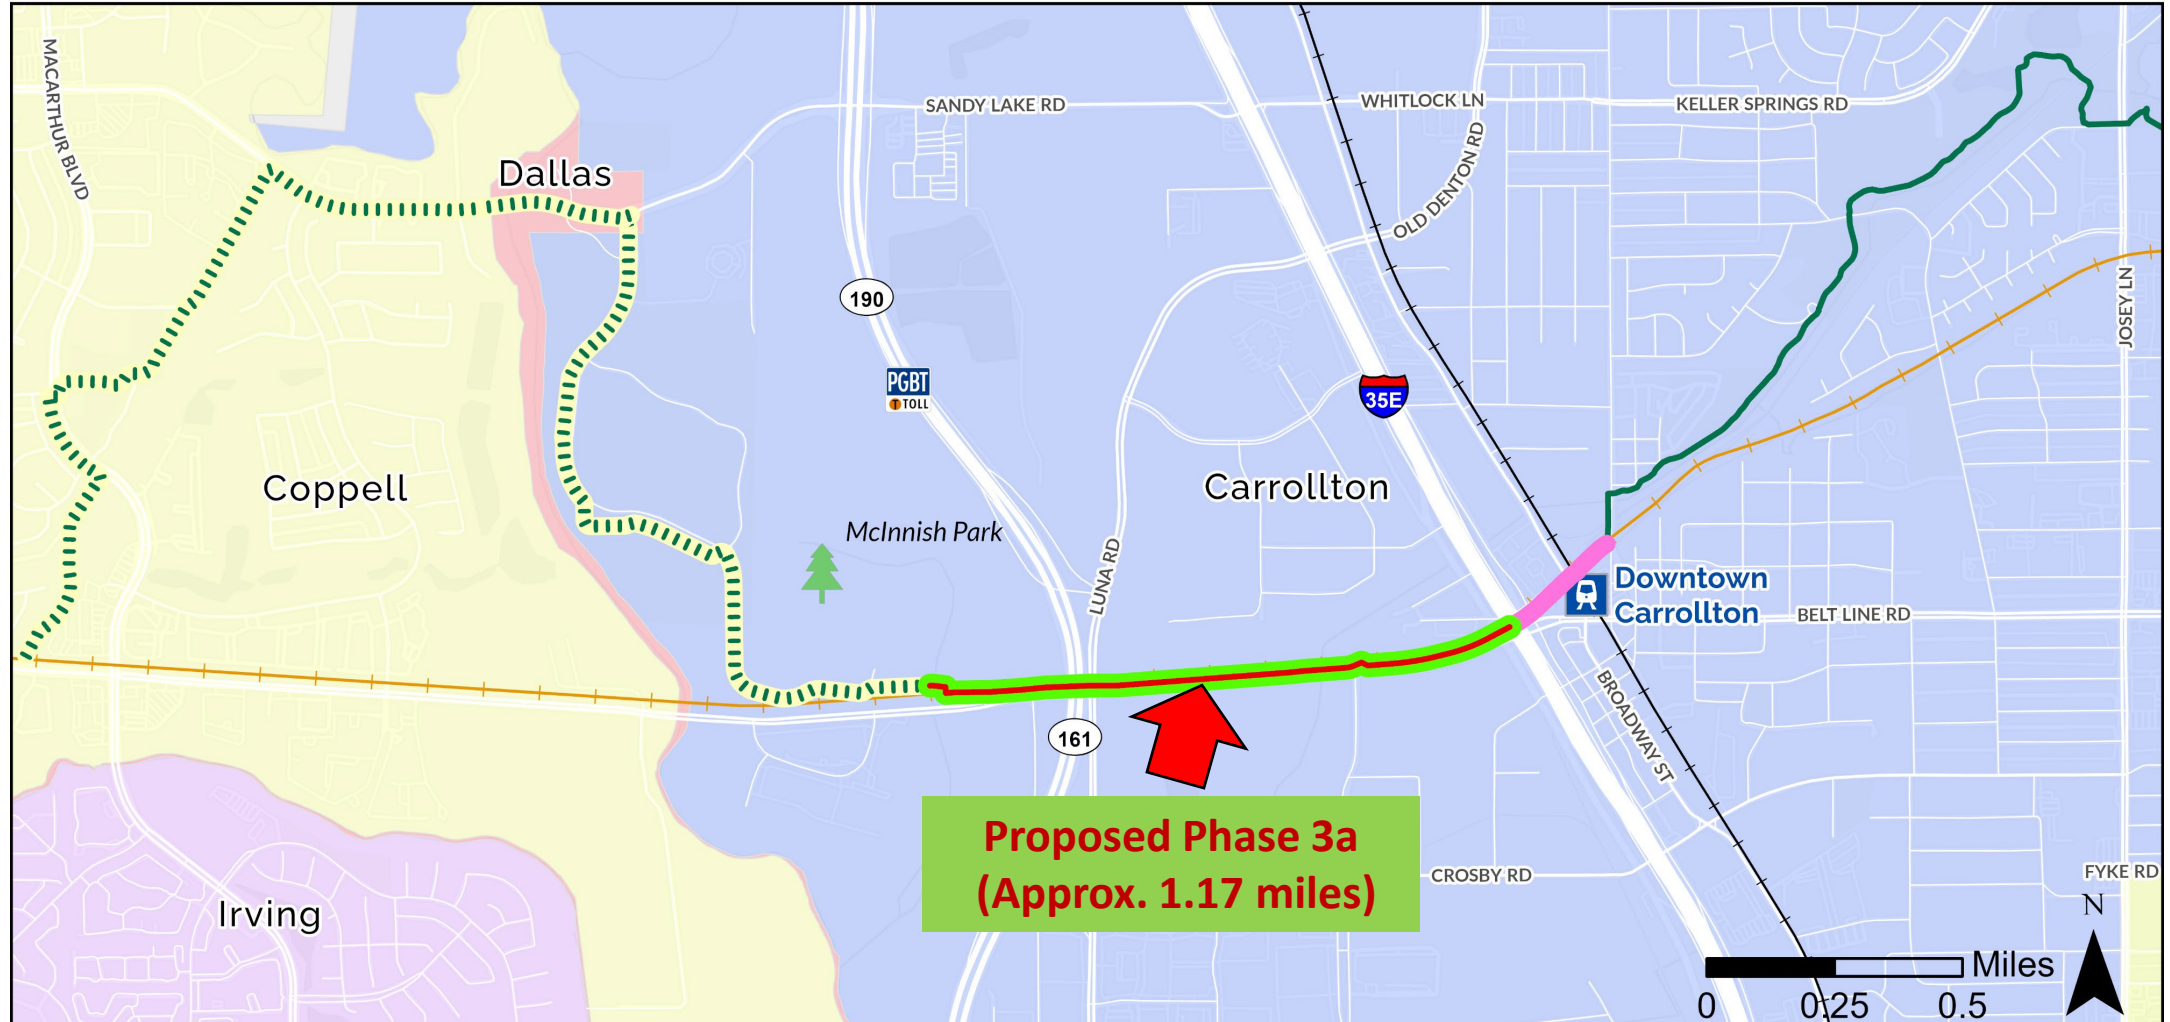 MACARTHUR BLVD
SANDY LAKE RD
WHITLOCK LN
KELLER SPRINGS RD
OLD DENTON RD
Dallas
190
JOSEY LN
PGBT
T TOLL
35E
Coppell
Carrollton
McInnish Park
LUNA RD
Downtown
Carrollton
BELT LINE RD
161
BROADWAY ST
Proposed Phase 3a
(Approx. 1.17 miles)
CROSBY RD
FYKE RD
Irving
N
Miles
0
0.25
0.5